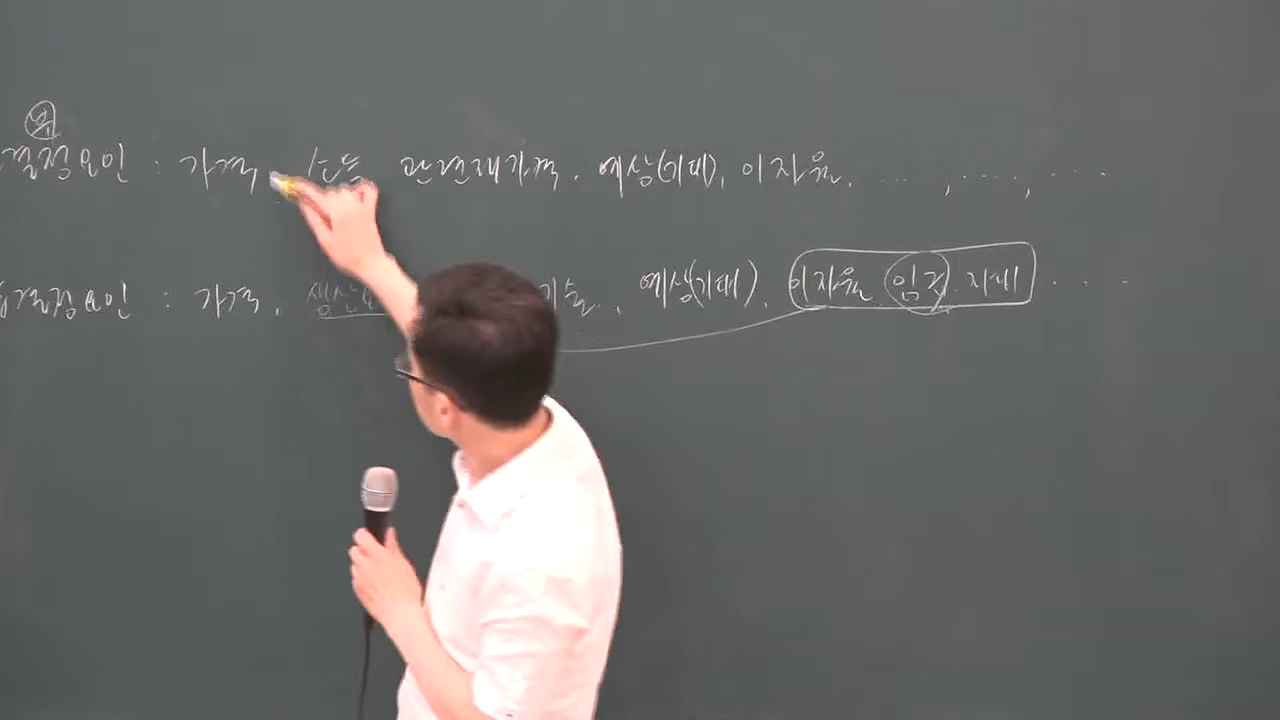 결정요인 : 가격, 소득, 관련재가격, 예상(기대), 이자율, ... , .... , ...
결정요인 : 가격, 생산 기술, 예상(기대), 이자율 임금 지대 ...